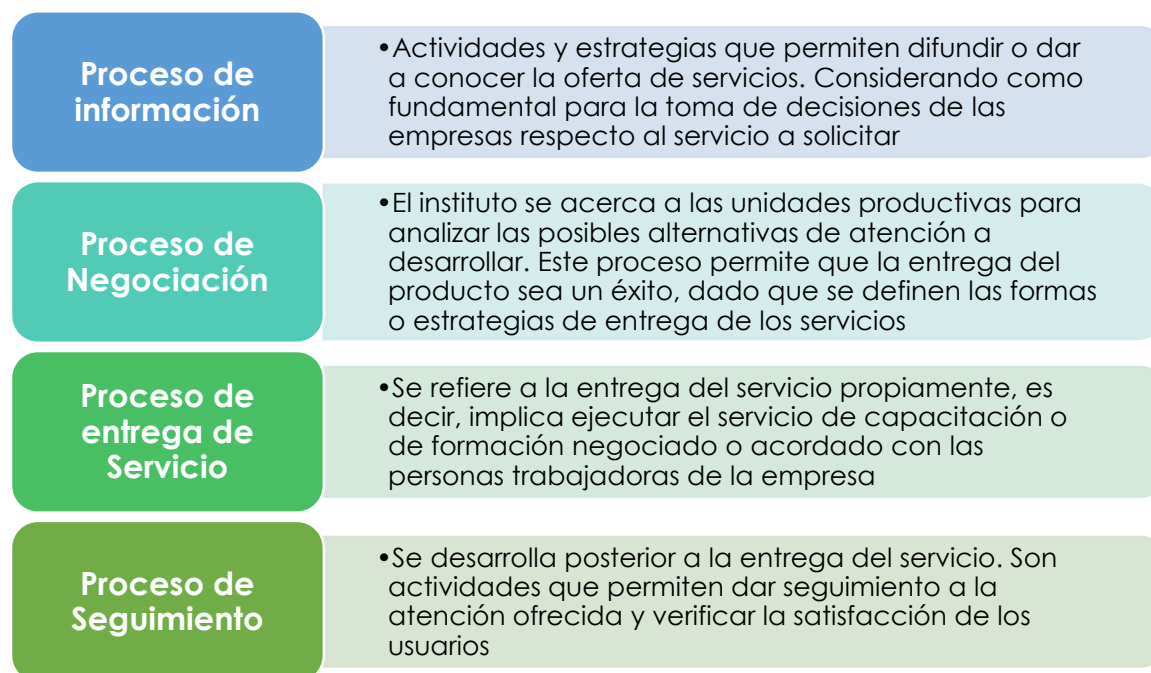 Proceso de
información
•Actividades y estrategias que permiten difundir o dar
a conocer la oferta de servicios. Considerando como
fundamental para la toma de decisiones de las
empresas respecto al servicio a solicitar
Proceso de
Negociación
•El instituto se acerca a las unidades productivas para
analizar las posibles alternativas de atención a
desarrollar. Este proceso permite que la entrega del
producto sea un éxito, dado que se definen las formas
o estrategias de entrega de los servicios
Proceso de
entrega de
Servicio
•Se refiere a la entrega del servicio propiamente, es
decir, implica ejecutar el servicio de capacitación o
de formación negociado o acordado con las
personas trabajadoras de la empresa
Proceso de
Seguimiento
•Se desarrolla posterior a la entrega del servicio. Son
actividades que permiten dar seguimiento a la
atención ofrecida y verificar la satisfacción de los
usuarios